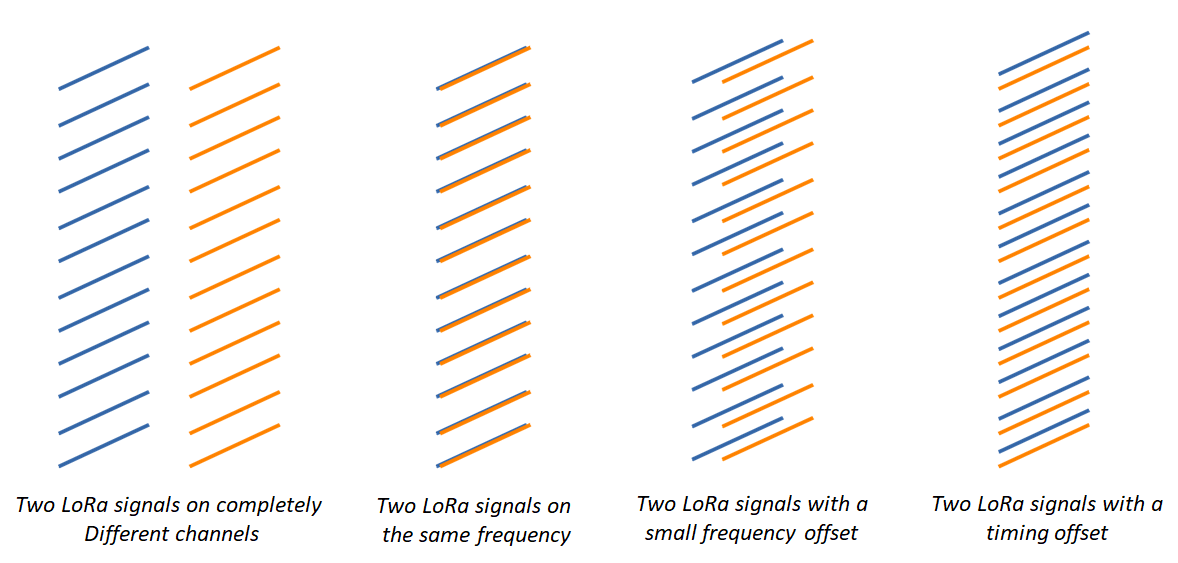 Two LoRa signals on completely
Different channels
Two LoRa signals on
the same frequency
Two LoRa signals with a
small frequency offset
Two LoRa signals with a
timing offset